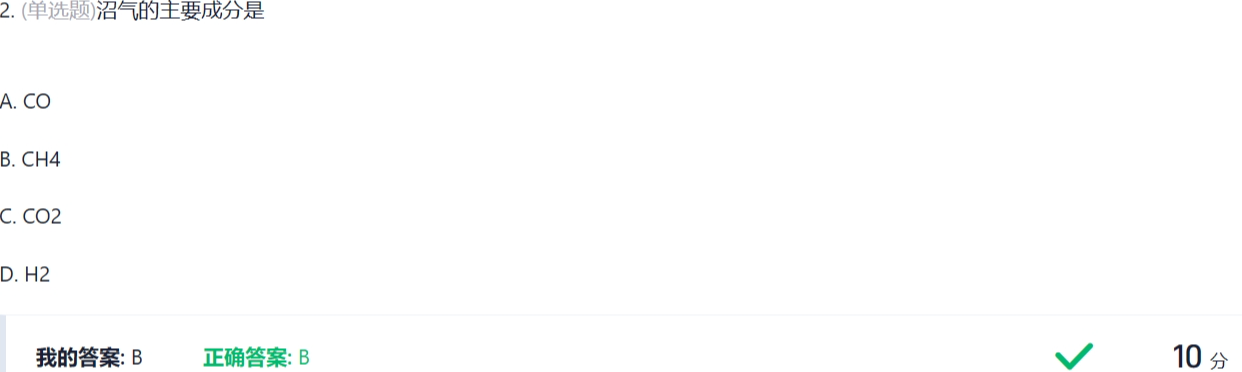 2. (单选题)沼气的主要成分是
A. CO
B. CH4
C. CO2
D. H2
我的答案: B 正确答案: B 10 分